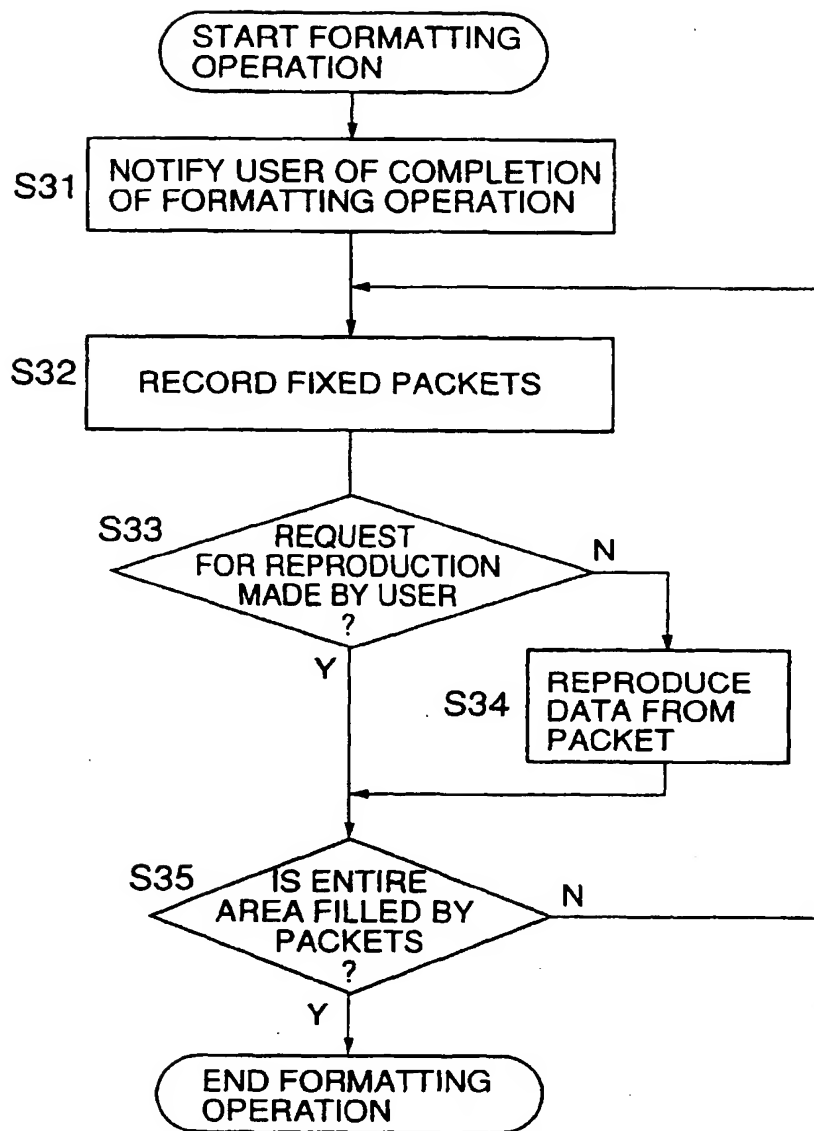 START FORMATTING
OPERATION
S31
NOTIFY USER OF COMPLETION
OF FORMATTING OPERATION
S32
RECORD FIXED PACKETS
S33
REQUEST
FOR REPRODUCTION
MADE BY USER
?
N
Y
S34
REPRODUCE
DATA FROM
PACKET
S35
IS ENTIRE
AREA FILLED BY
PACKETS
?
N
Y
END FORMATTING
OPERATION